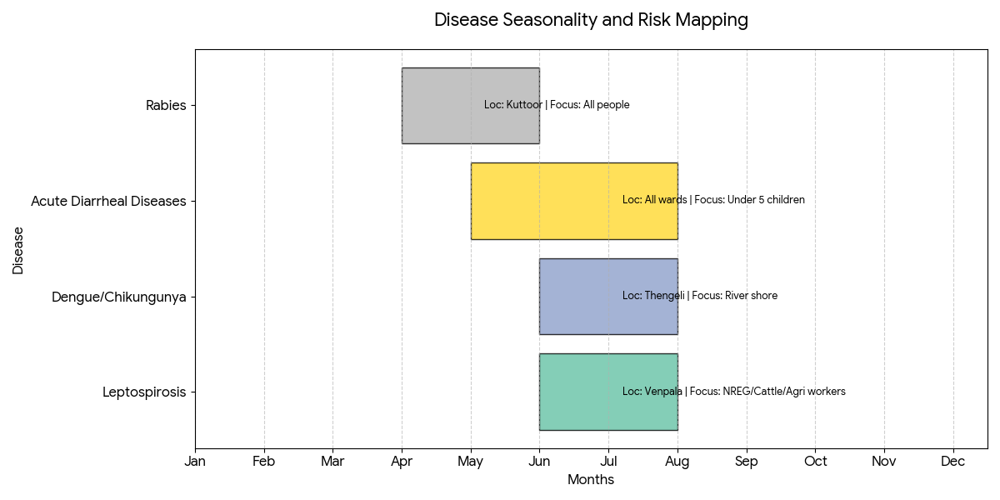 Disease Seasonality and Risk Mapping
Rabies
Loc: Kuttoor | Focus: All people
Acute Diarrheal Diseases
Loc: All wards | Focus: Under 5 children
Disease
Dengue/Chikungunya
Loc: Thengeli | Focus: River shore
Leptospirosis
Loc: Venpala | Focus: NREG/Cattle/Agri workers
Jan Feb Mar Apr May Jun Jul Aug Sep Oct Nov Dec
Months